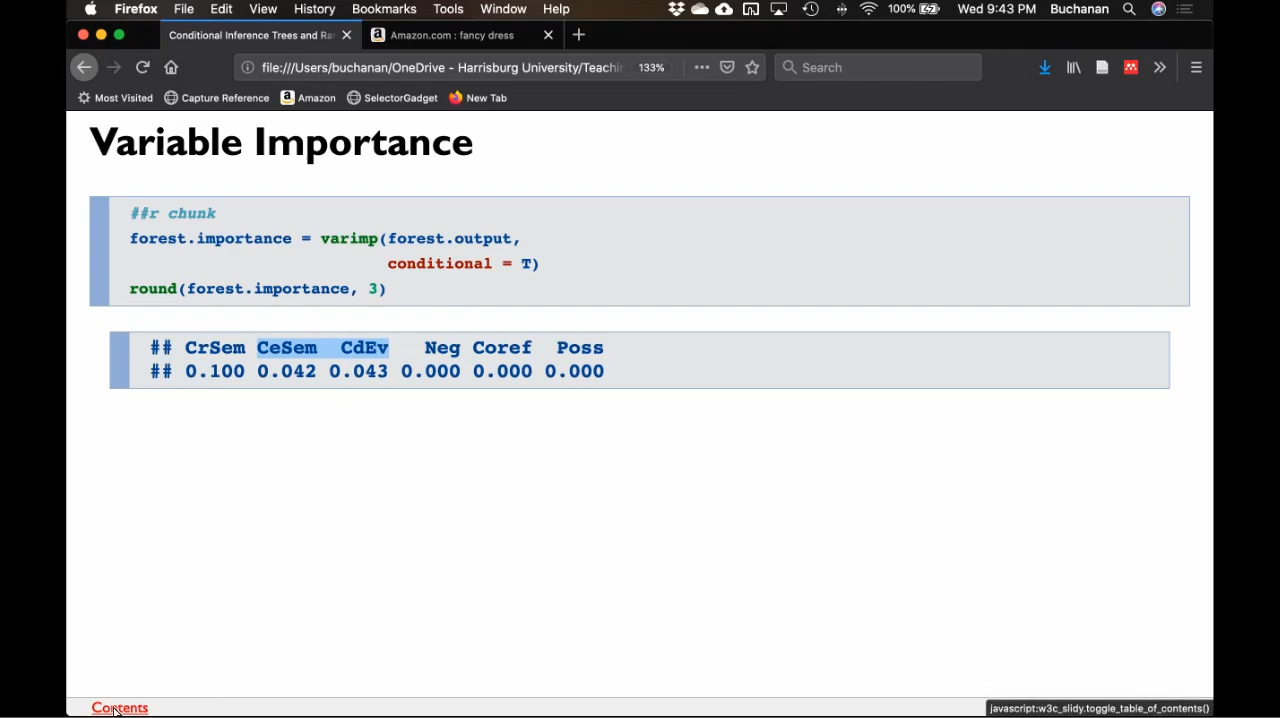 Firefox File Edit View History Bookmarks Tools Window Help 100% Wed 9:43 PM Buchanan
Conditional Inference Trees and Ra Amazon.com : fancy dress
file:///Users/buchanan/OneDrive - Harrisburg University/Teachin 133% Search
Most Visited Capture Reference Amazon SelectorGadget New Tab
Variable Importance
##r chunk
forest.importance = varimp(forest.output,
conditional = T)
round(forest.importance, 3)
## CrSem CeSem CdEv Neg Coref Poss
## 0.100 0.042 0.043 0.000 0.000 0.000
Contents javascript:w3c_slidy.toggle_table_of_contents()